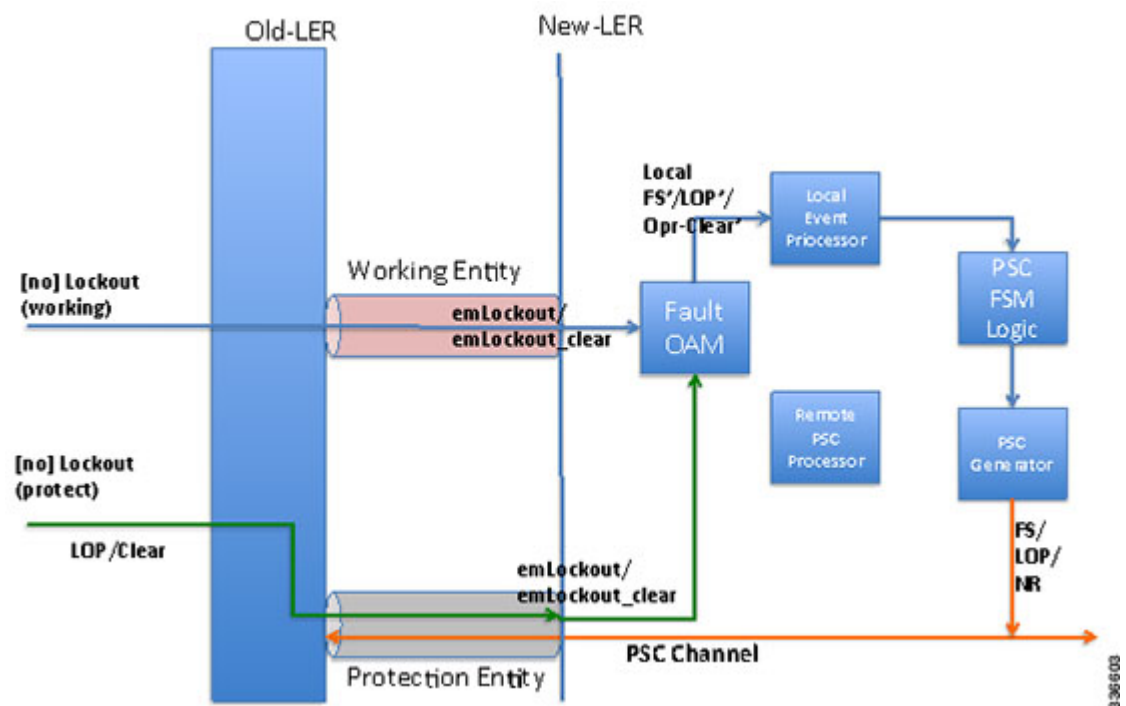 Old-LER
New-LER
Local
FS'/LOP'/
Opr-Clear'
Local
Event
Priocessor
[no] Lockout
(working)
Working Entity
emLockout/
emLockout_clear
Fault
OAM
PSC
FSM
Logic
Remote
PSC
Processor
PSC
Generator
[no] Lockout
(protect)
LOP/Clear
emLockout/
emLockout_clear
FS/
LOP/
NR
PSC Channel
Protection Entity
336603